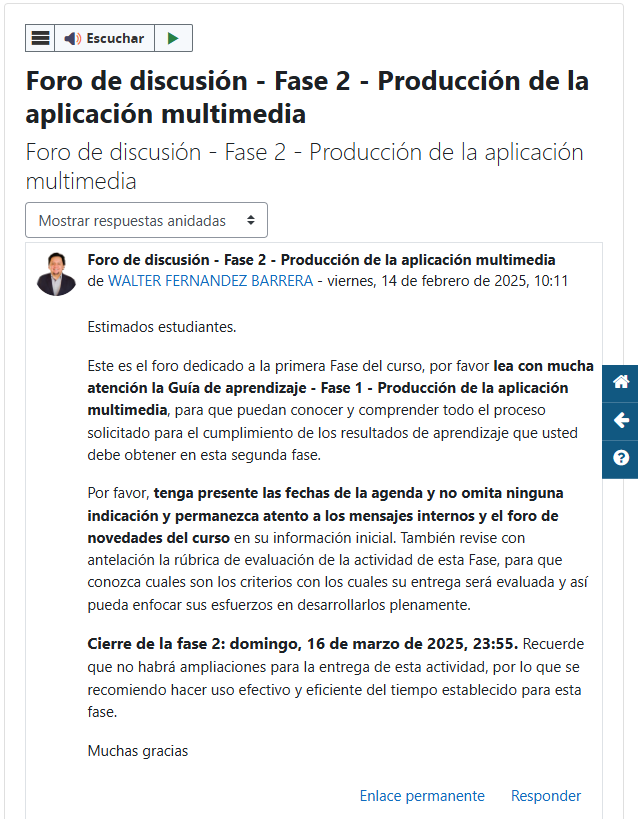 Escuchar
Foro de discusión - Fase 2 - Producción de la
aplicación multimedia
Foro de discusión - Fase 2 - Producción de la aplicación
multimedia
Mostrar respuestas anidadas
Foro de discusión - Fase 2 - Producción de la aplicación multimedia
de WALTER FERNANDEZ BARRERA - viernes, 14 de febrero de 2025, 10:11
Estimados estudiantes.
Este es el foro dedicado a la primera Fase del curso, por favor lea con mucha
atención la Guía de aprendizaje - Fase 1 - Producción de la aplicación
multimedia, para que puedan conocer y comprender todo el proceso
solicitado para el cumplimiento de los resultados de aprendizaje que usted
debe obtener en esta segunda fase.
Por favor, tenga presente las fechas de la agenda y no omita ninguna
indicación y permanezca atento a los mensajes internos y el foro de
novedades del curso en su información inicial. También revise con
antelación la rúbrica de evaluación de la actividad de esta Fase, para que
conozca cuales son los criterios con los cuales su entrega será evaluada y así
pueda enfocar sus esfuerzos en desarrollarlos plenamente.
Cierre de la fase 2: domingo, 16 de marzo de 2025, 23:55. Recuerde
que no habrá ampliaciones para la entrega de esta actividad, por lo que se
recomiendo hacer uso efectivo y eficiente del tiempo establecido para esta
fase.
Muchas gracias
Enlace permanente Responder